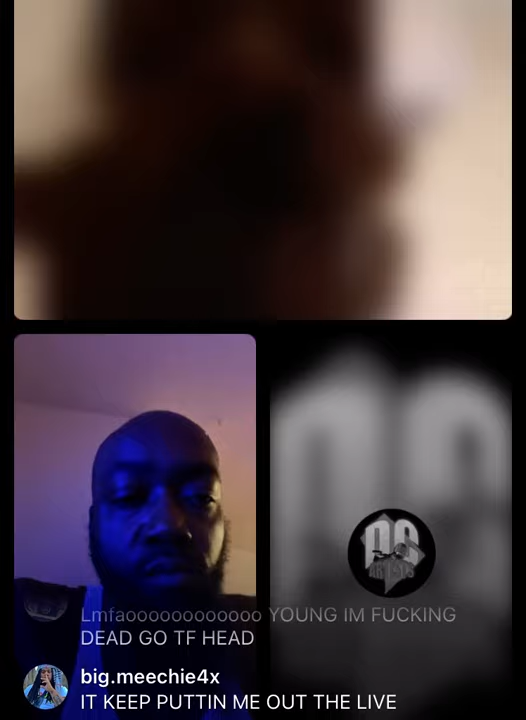 Lmfaoooooooooooo YOUNG IM FUCKING
DEAD GO TF HEAD
big.meechie4x
IT KEEP PUTTIN ME OUT THE LIVE